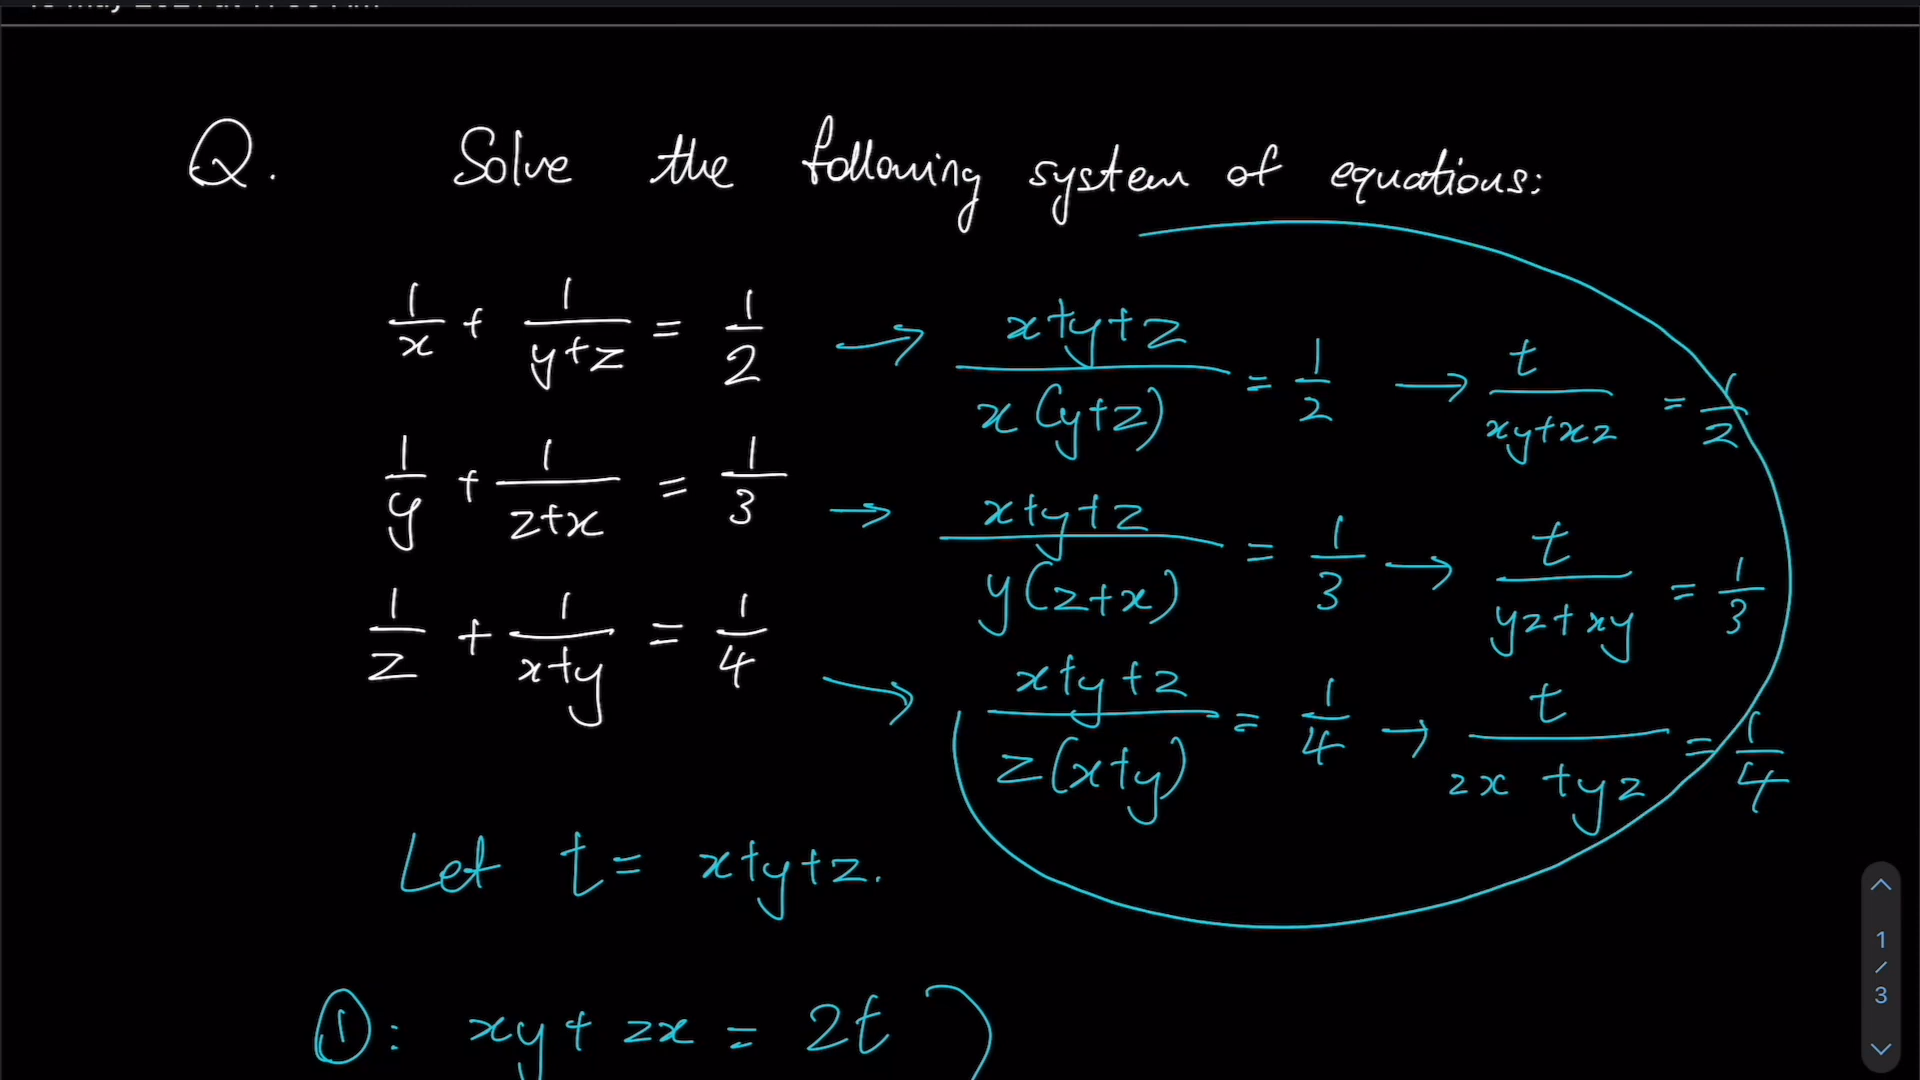 Q. Solve the following system of equations:
1/x + 1/(y+z) = 1/2 → (x+y+z)/(x(y+z)) = 1/2 → t/(xy+xz) = 1/2
1/y + 1/(z+x) = 1/3 → (x+y+z)/(y(z+x)) = 1/3 → t/(yz+xy) = 1/3
1/z + 1/(x+y) = 1/4 → (x+y+z)/(z(x+y)) = 1/4 → t/(zx+yz) = 1/4
Let t = x+y+z.
①: xy + zx = 2t
1
/
3